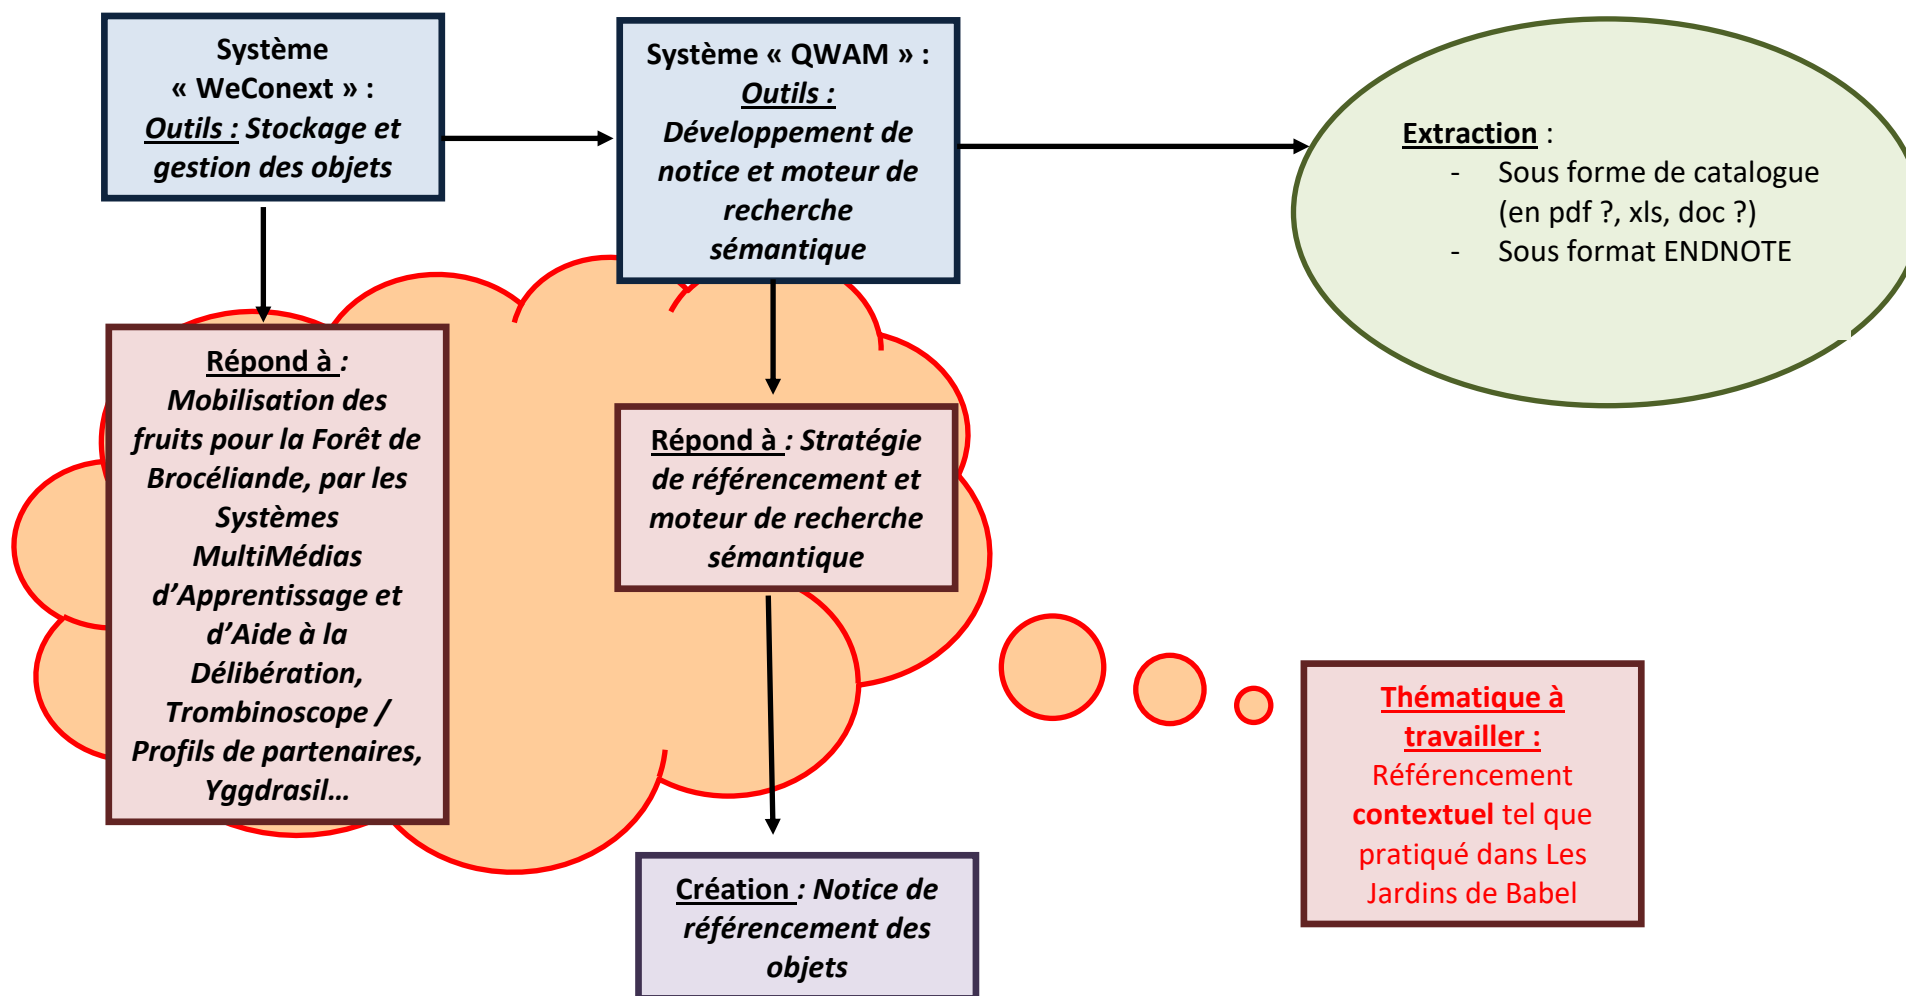 Système
« WeConext » :
Outils : Stockage et
gestion des objets
Système « QWAM » :
Outils :
Développement de
notice et moteur de
recherche
sémantique
Extraction :
- Sous forme de catalogue
(en pdf ?, xls, doc ?)
- Sous format ENDNOTE
Répond à :
Mobilisation des
fruits pour la Forêt de
Brocéliande, par les
Systèmes
MultiMédias
d’Apprentissage et
d’Aide à la
Délibération,
Trombinoscope /
Profils de partenaires,
Yggdrasil…
Répond à : Stratégie
de référencement et
moteur de recherche
sémantique
Création : Notice de
référencement des
objets
Thématique à
travailler :
Référencement
contextuel tel que
pratiqué dans Les
Jardins de Babel